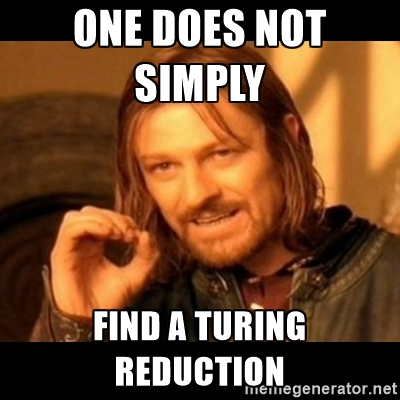 ONE DOES NOT
SIMPLY
FIND A TURING
REDUCTION
memegenerator.net